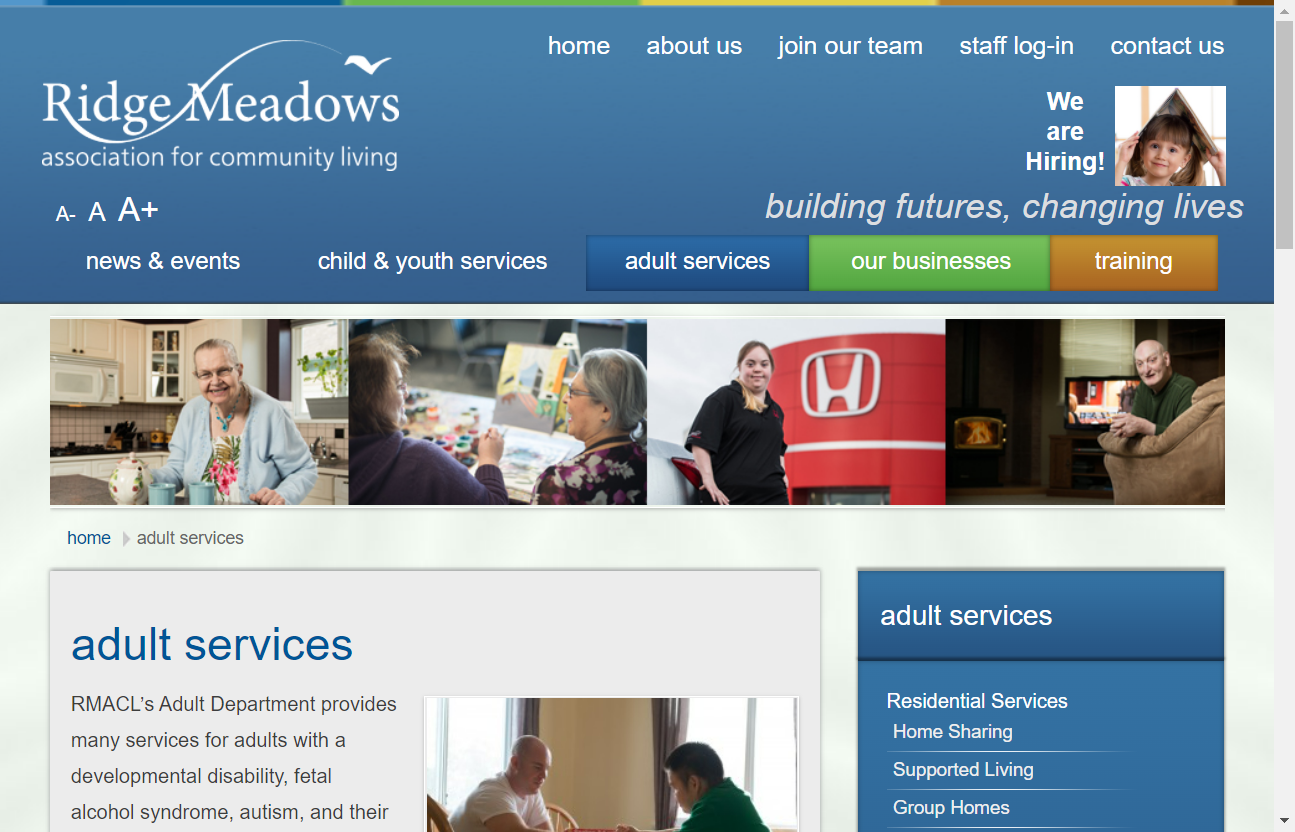 home about us join our team staff log-in contact us
Ridge Meadows
association for community living
We
are
Hiring!
A- A A+
building futures, changing lives
news & events child & youth services adult services our businesses training
home adult services
adult services
RMACL’s Adult Department provides
many services for adults with a
developmental disability, fetal
alcohol syndrome, autism, and their
adult services
Residential Services
Home Sharing
Supported Living
Group Homes